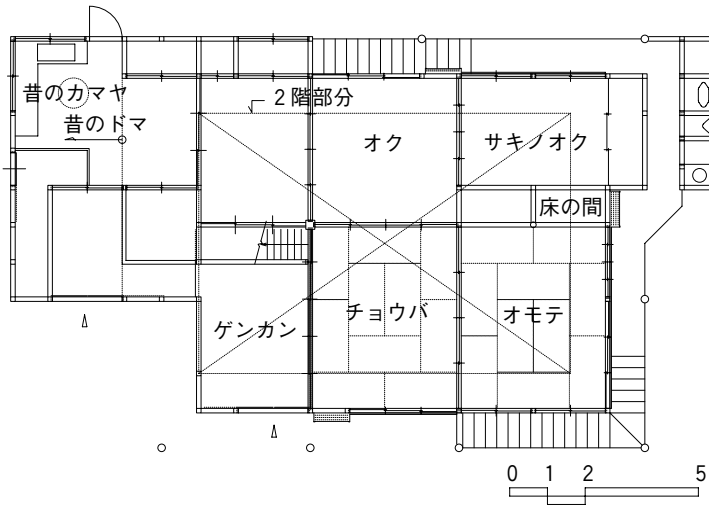 2階部分
昔のカマヤ
昔のドマ
オク
サキノオク
床の間
ゲンカン
チョウバ
オモテ
0 1 2 5